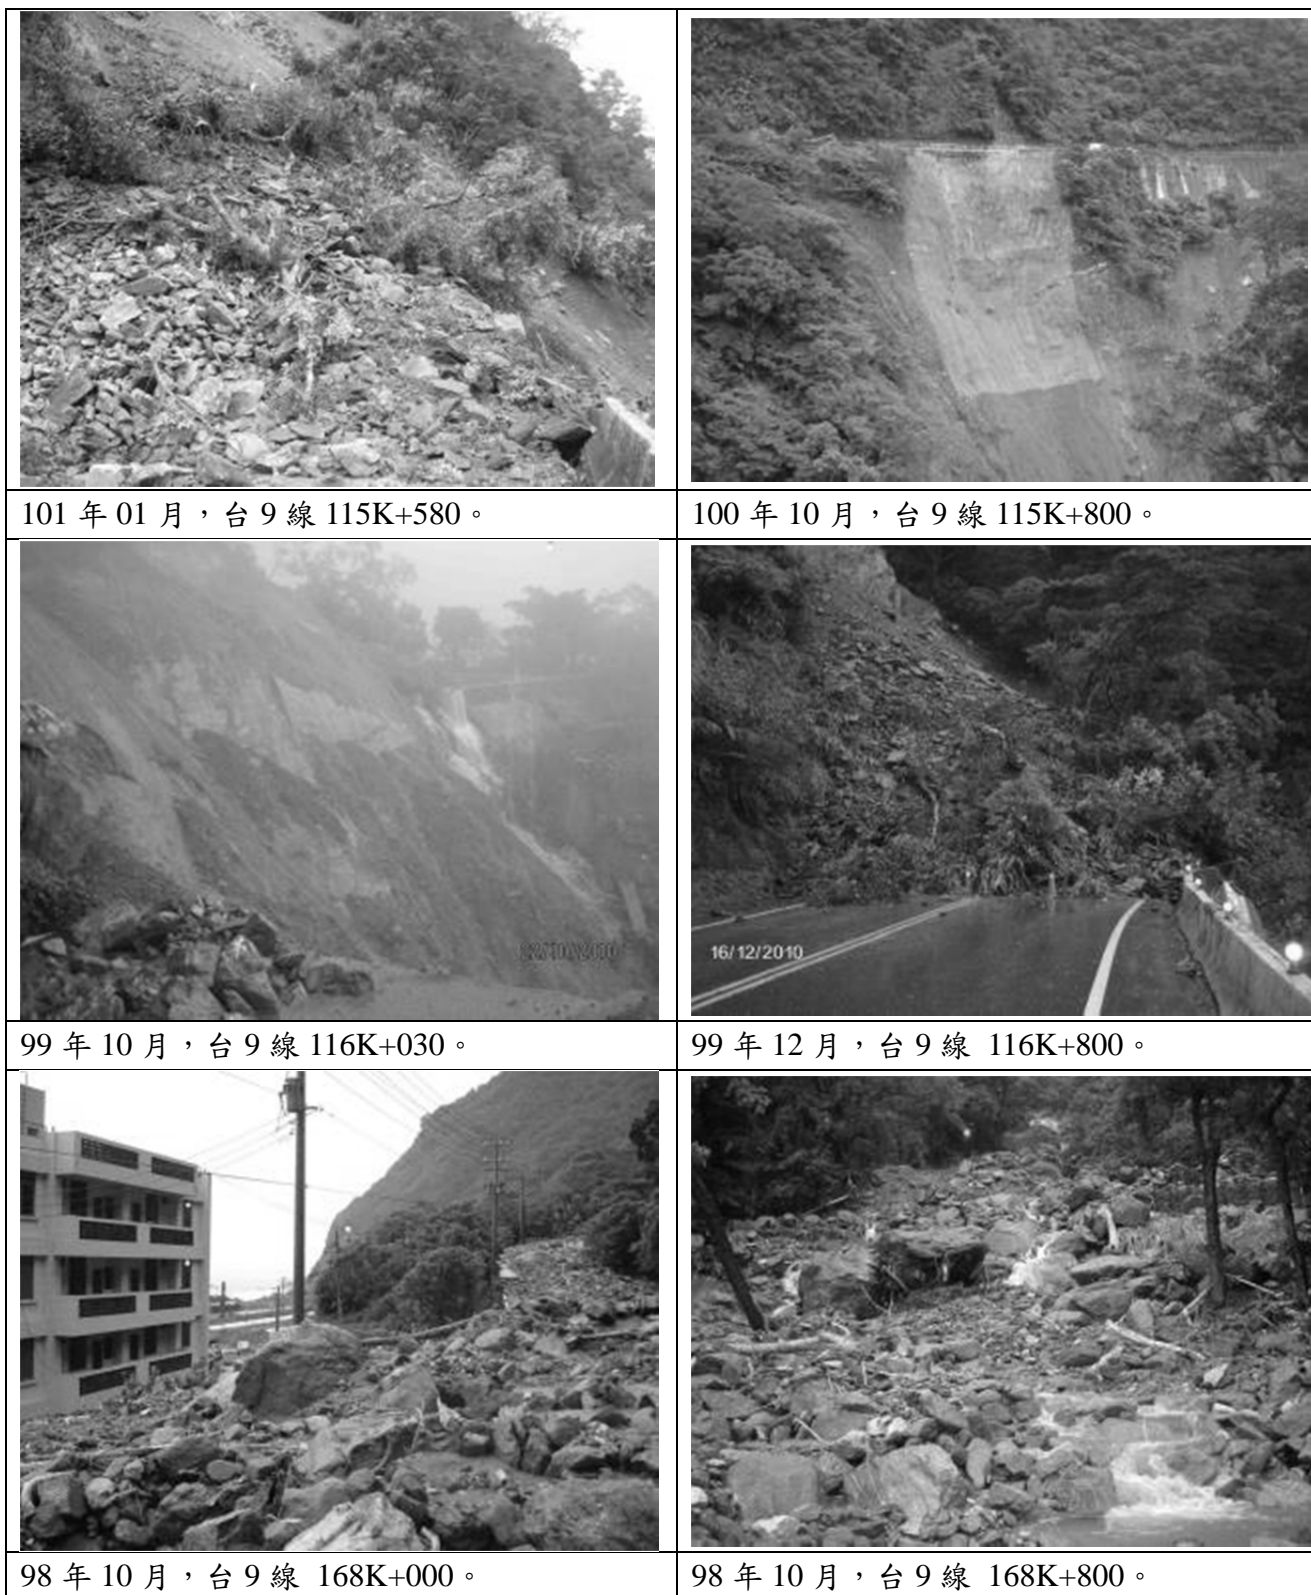 101 年 01 月，台 9 線 115K+580。
100 年 10 月，台 9 線 115K+800。
22/10/2010
16/12/2010
99 年 10 月，台 9 線 116K+030。
99 年 12 月，台 9 線 116K+800。
98 年 10 月，台 9 線 168K+000。
98 年 10 月，台 9 線 168K+800。